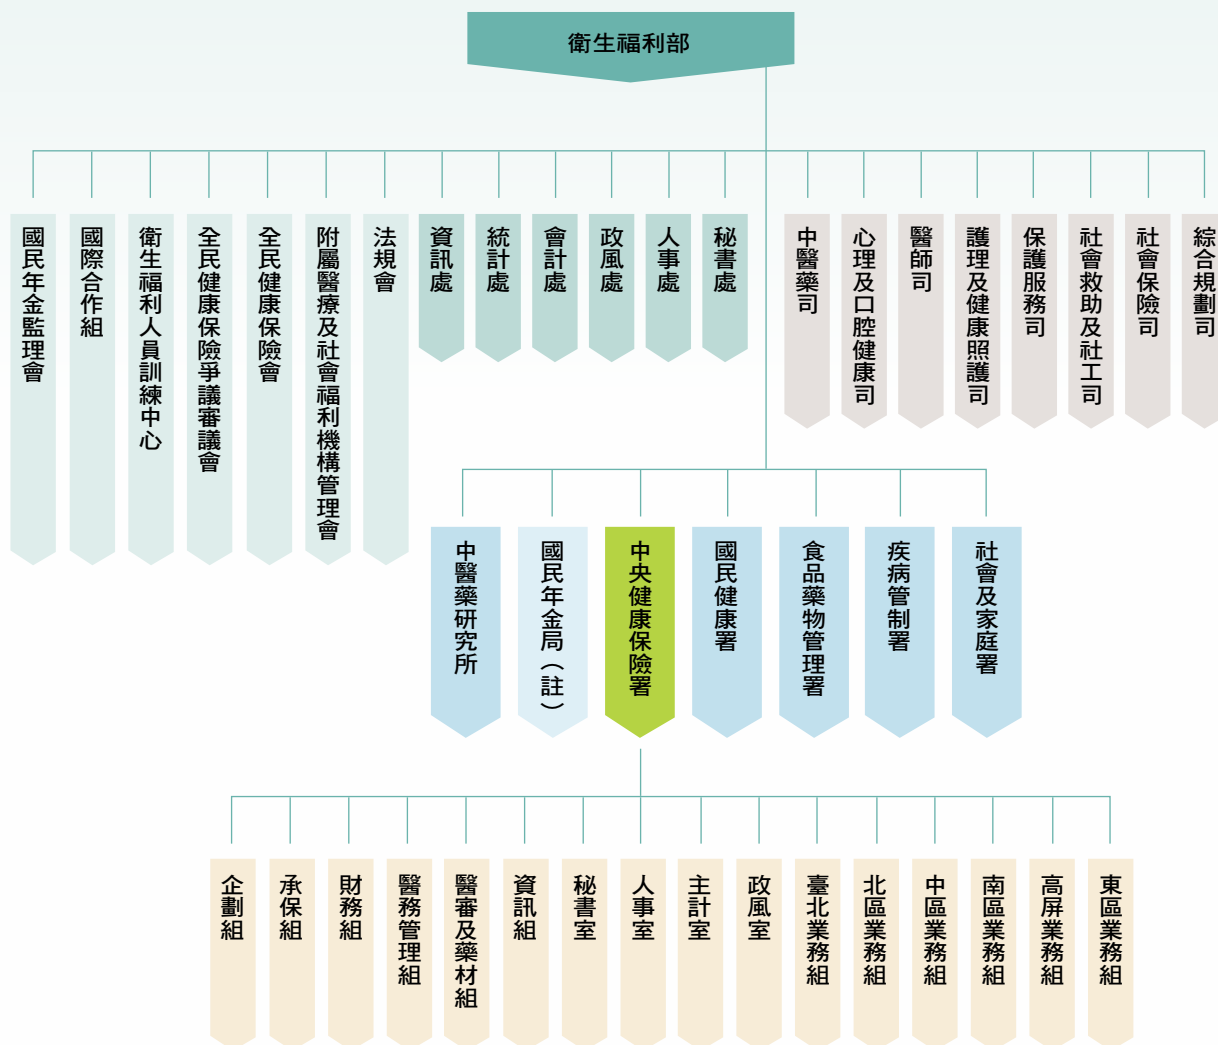 衛生福利部
國民年金監理會
國際合作組
衛生福利人員訓練中心
全民健康保險爭議審議會
全民健康保險會
附屬醫療及社會福利機構管理會
法規會
資訊處
統計處
會計處
政風處
人事處
秘書處
中醫藥司
心理及口腔健康司
醫師司
護理及健康照護司
保護服務司
社會救助及社工司
社會保險司
綜合規劃司
中醫藥研究所
國民年金局（註）
中央健康保險署
國民健康署
食品藥物管理署
疾病管制署
社會及家庭署
企劃組
承保組
財務組
醫務管理組
醫審及藥材組
資訊組
秘書室
人事室
主計室
政風室
臺北業務組
北區業務組
中區業務組
南區業務組
高屏業務組
東區業務組